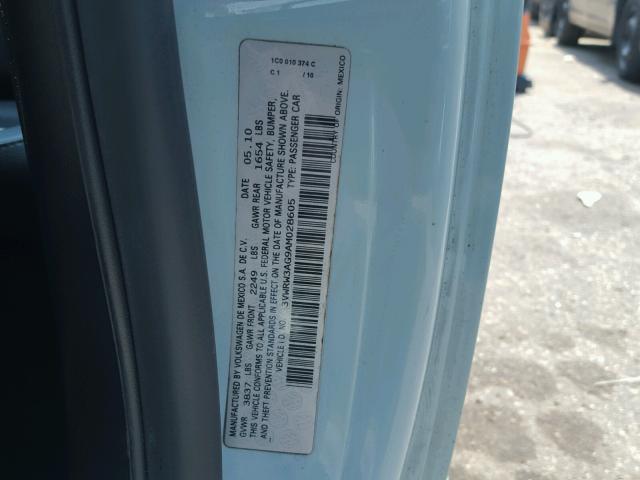 MANUFACTURED BY VOLKSWAGEN DE MEXICO S.A. DE C.V. DATE 05.10
GVWR 3837 LBS GAWR FRONT 2249 LBS GAWR REAR 1654 LBS
THIS VEHICLE CONFORMS TO ALL APPLICABLE U.S. FEDERAL MOTOR VEHICLE SAFETY, BUMPER,
AND THEFT PREVENTION STANDARDS IN EFFECT ON THE DATE OF MANUFACTURE SHOWN ABOVE.
VEHICLE I.D. NO. 3VWRW3AG9AM028605 TYPE: PASSENGER CAR
1C0 010 374 C
C 1 / 10
COUNTRY OF ORIGIN: MEXICO